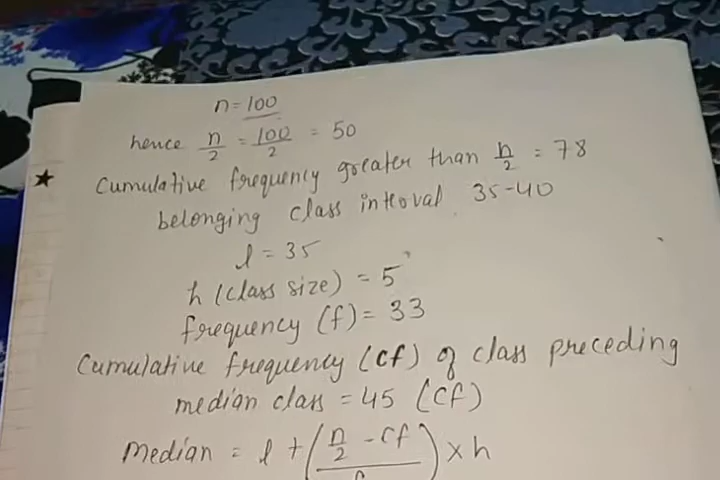 n = 100
hence n/2 = 100/2 = 50
Cumulative frequency greater than n/2 = 78
belonging class interval 35-40
l = 35
h (class size) = 5
frequency (f) = 33
Cumulative frequency (cf) of class preceding
median class = 45 (cf)
Median = l + (n/2 - cf / f) × h